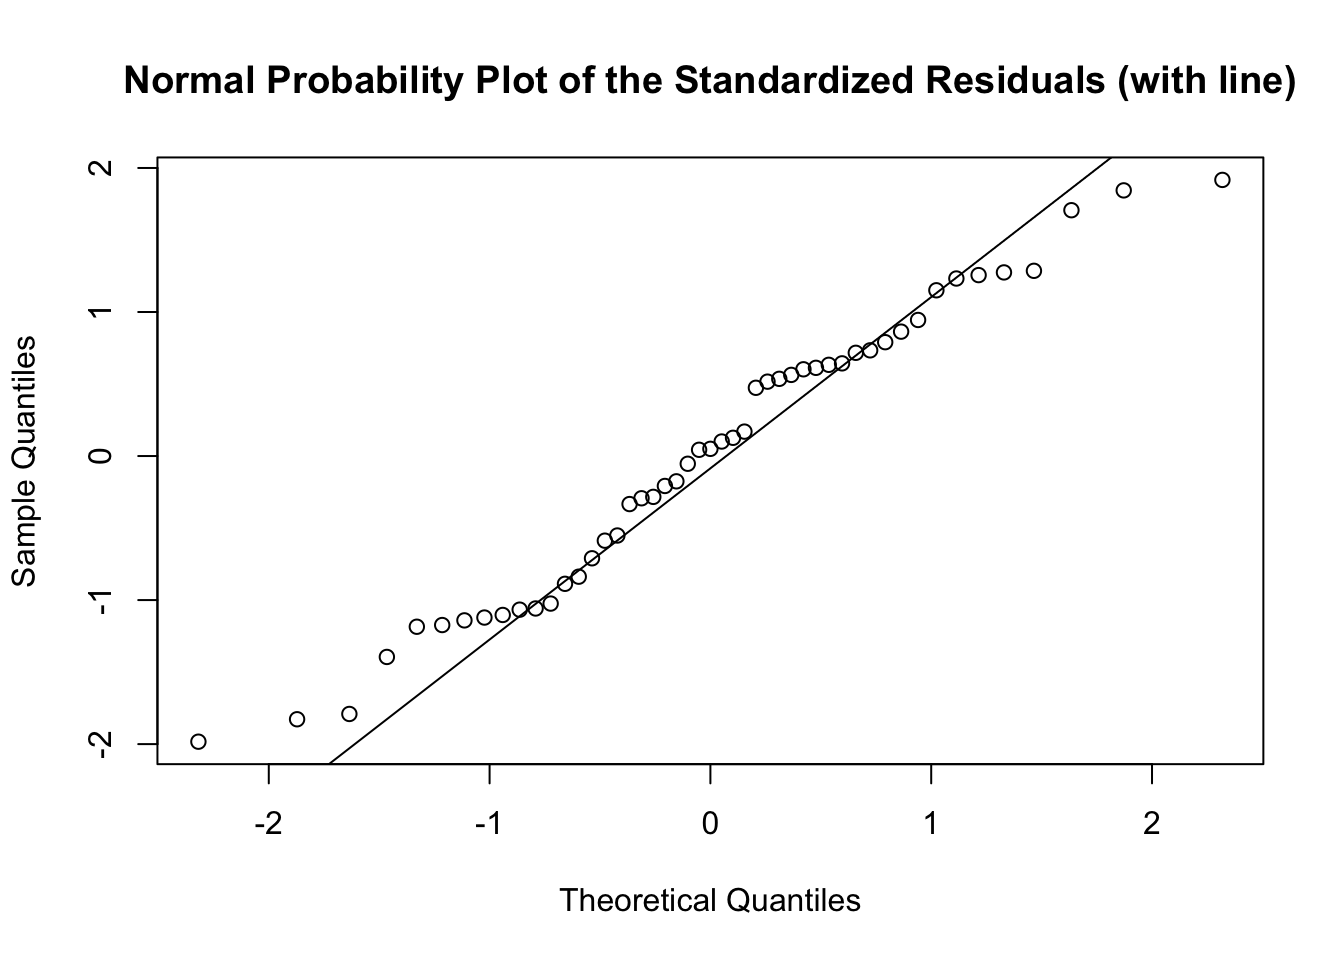 Normal Probability Plot of the Standardized Residuals (with line)
Sample Quantiles
2
1
0
-1
-2
-2 -1 0 1 2
Theoretical Quantiles